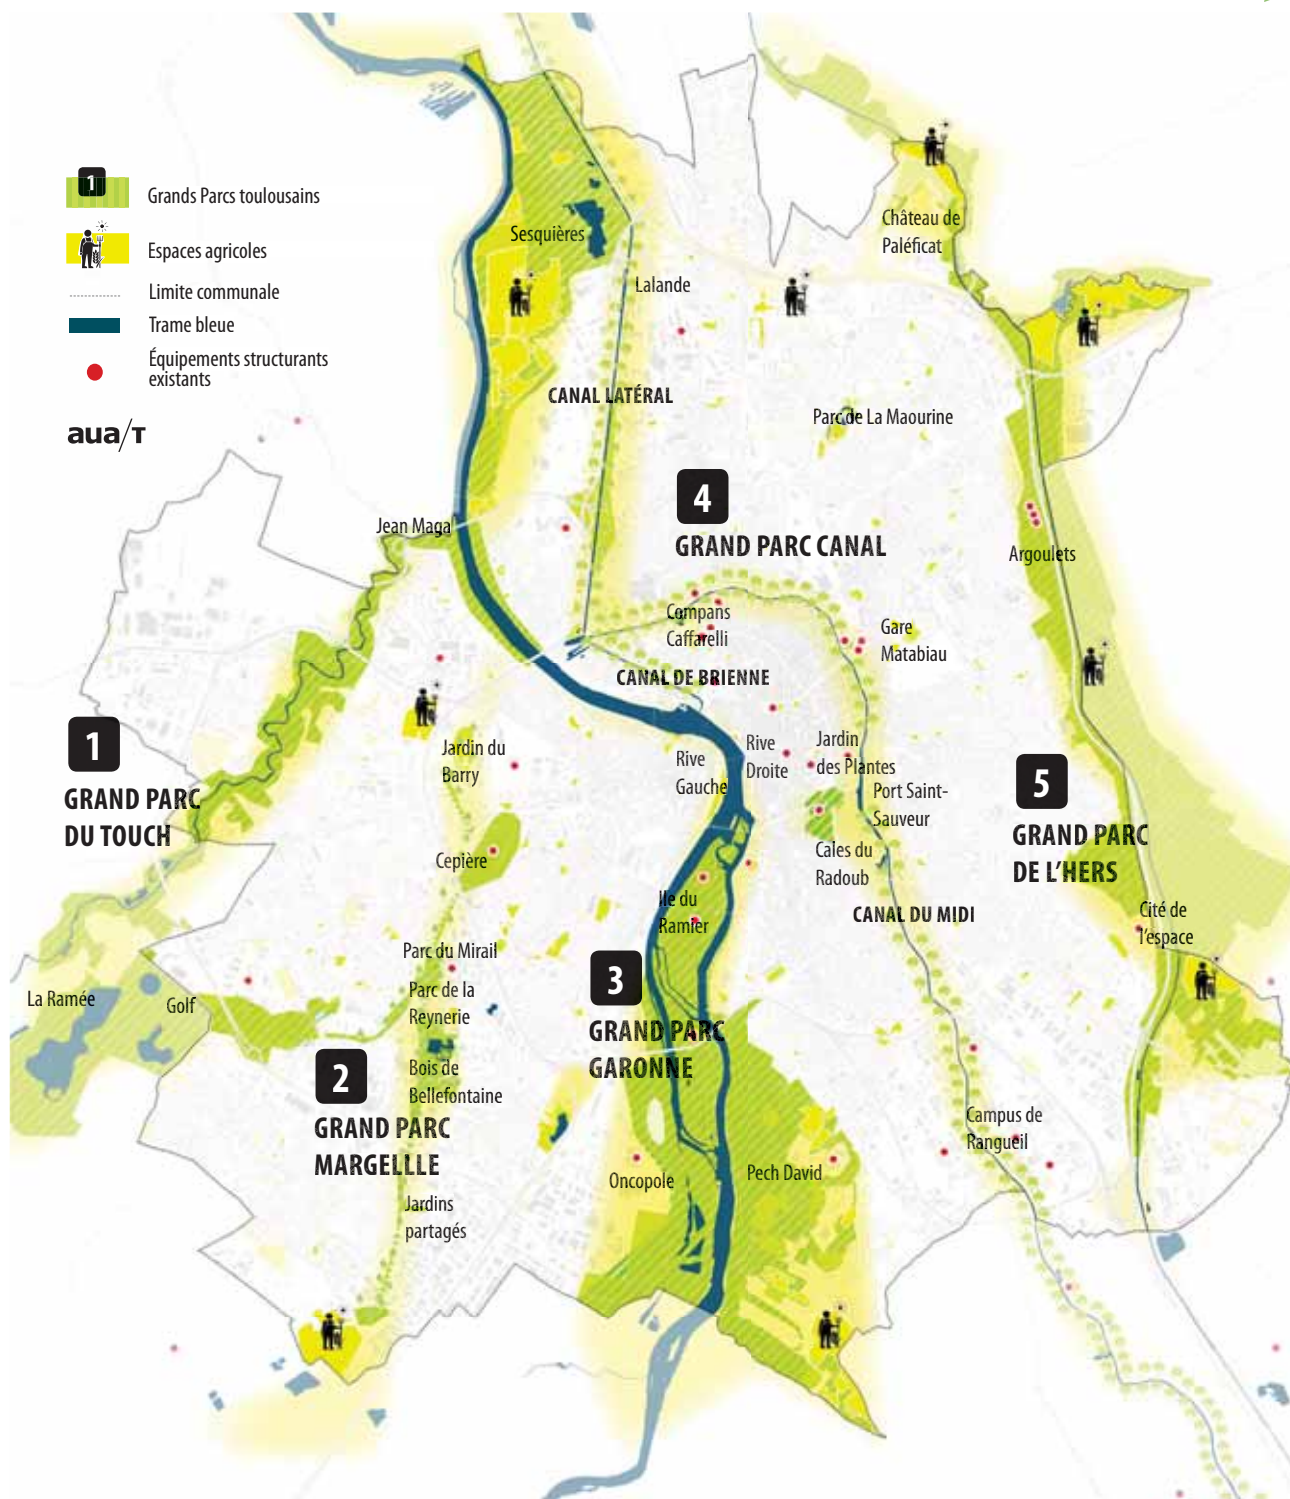 1
Grands Parcs toulousains
Espaces agricoles
Limite communale
Trame bleue
Équipements structurants
existants
aua/T
Château de
Paléficat
Sesquières
Lalande
CANAL LATÉRAL
Parc de La Maourine
4
GRAND PARC CANAL
Jean Maga
Argoulets
Compans
Caffarelli
Gare
Matabiau
CANAL DE BRIENNE
1
GRAND PARC
DU TOUCH
Jardin du
Barry
Rive
Gauche
Rive
Droite
Jardin
des Plantes
Port Saint-
Sauveur
5
GRAND PARC
DE L'HERS
Cepière
Cales du
Radoub
Ile du
Ramier
CANAL DU MIDI
Cité de
l'espace
Parc du Mirail
3
GRAND PARC
GARONNE
La Ramée
Golf
Parc de la
Reynerie
2
GRAND PARC
MARGELLLE
Bois de
Bellefontaine
Campus de
Rangueil
Oncopole
Pech David
Jardins
partagés